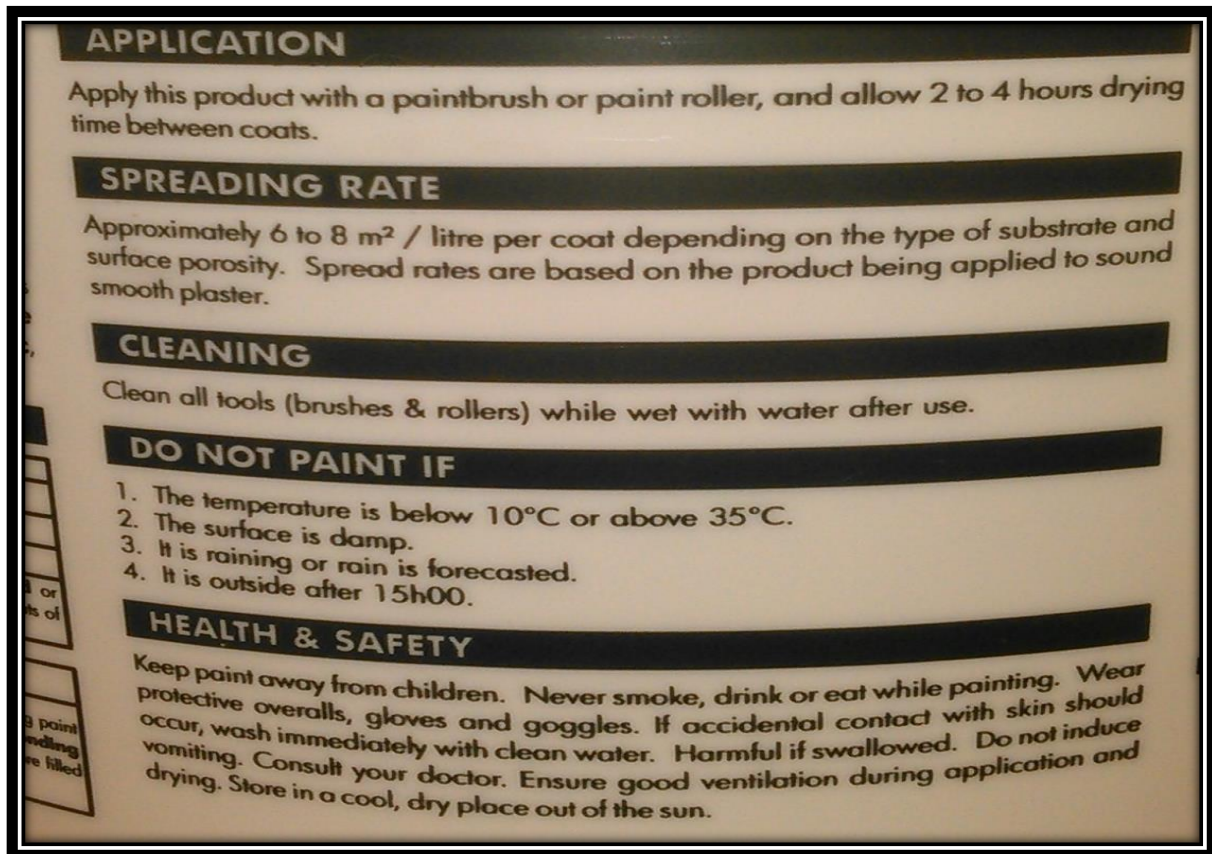 APPLICATION
Apply this product with a paintbrush or paint roller, and allow 2 to 4 hours drying
time between coats.
SPREADING RATE
Approximately 6 to 8 m² / litre per coat depending on the type of substrate and
surface porosity. Spread rates are based on the product being applied to sound
smooth plaster.
CLEANING
Clean all tools (brushes & rollers) while wet with water after use.
DO NOT PAINT IF
1. The temperature is below 10°C or above 35°C.
2. The surface is damp.
3. It is raining or rain is forecasted.
4. It is outside after 15h00.
HEALTH & SAFETY
Keep paint away from children. Never smoke, drink or eat while painting. Wear
protective overalls, gloves and goggles. If accidental contact with skin should
occur, wash immediately with clean water. Harmful if swallowed. Do not induce
vomiting. Consult your doctor. Ensure good ventilation during application and
drying. Store in a cool, dry place out of the sun.
or
of
paint
filled